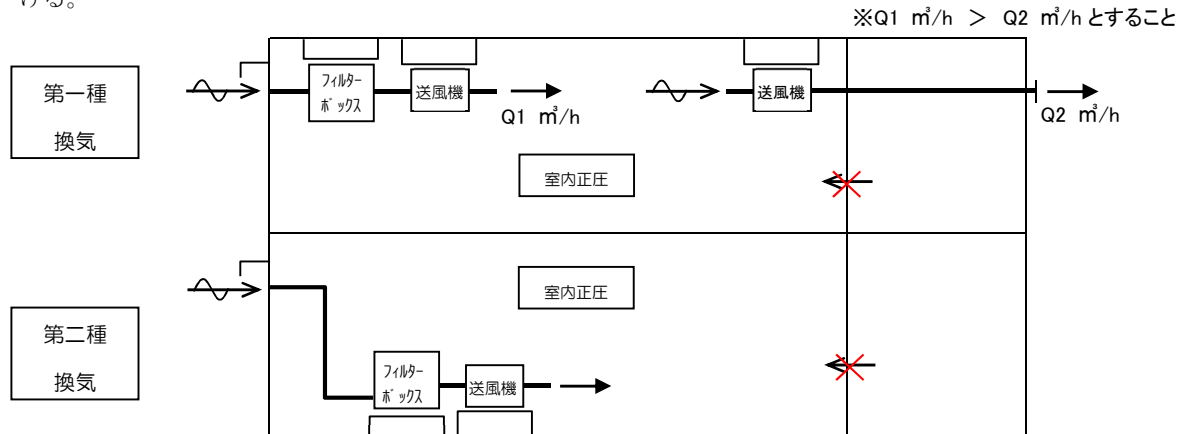 ける。
※Q1 ㎥/h > Q2 ㎥/hとすること
第一種
換気
ﾌｨﾙﾀｰ
ﾎﾞｯｸｽ
送風機
Q1 ㎥/h
送風機
Q2 ㎥/h
室内正圧
第二種
換気
室内正圧
ﾌｨﾙﾀｰ
ﾎﾞｯｸｽ
送風機